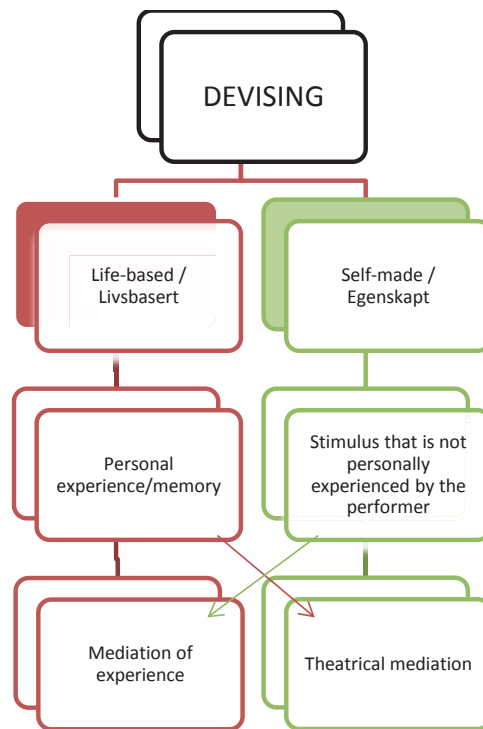 DEVISING
Life-based /
Livsbasert
Self-made /
Egenskapt
Personal
experience/memory
Stimulus that is not
personally
experienced by the
performer
Mediation of
experience
Theatrical mediation